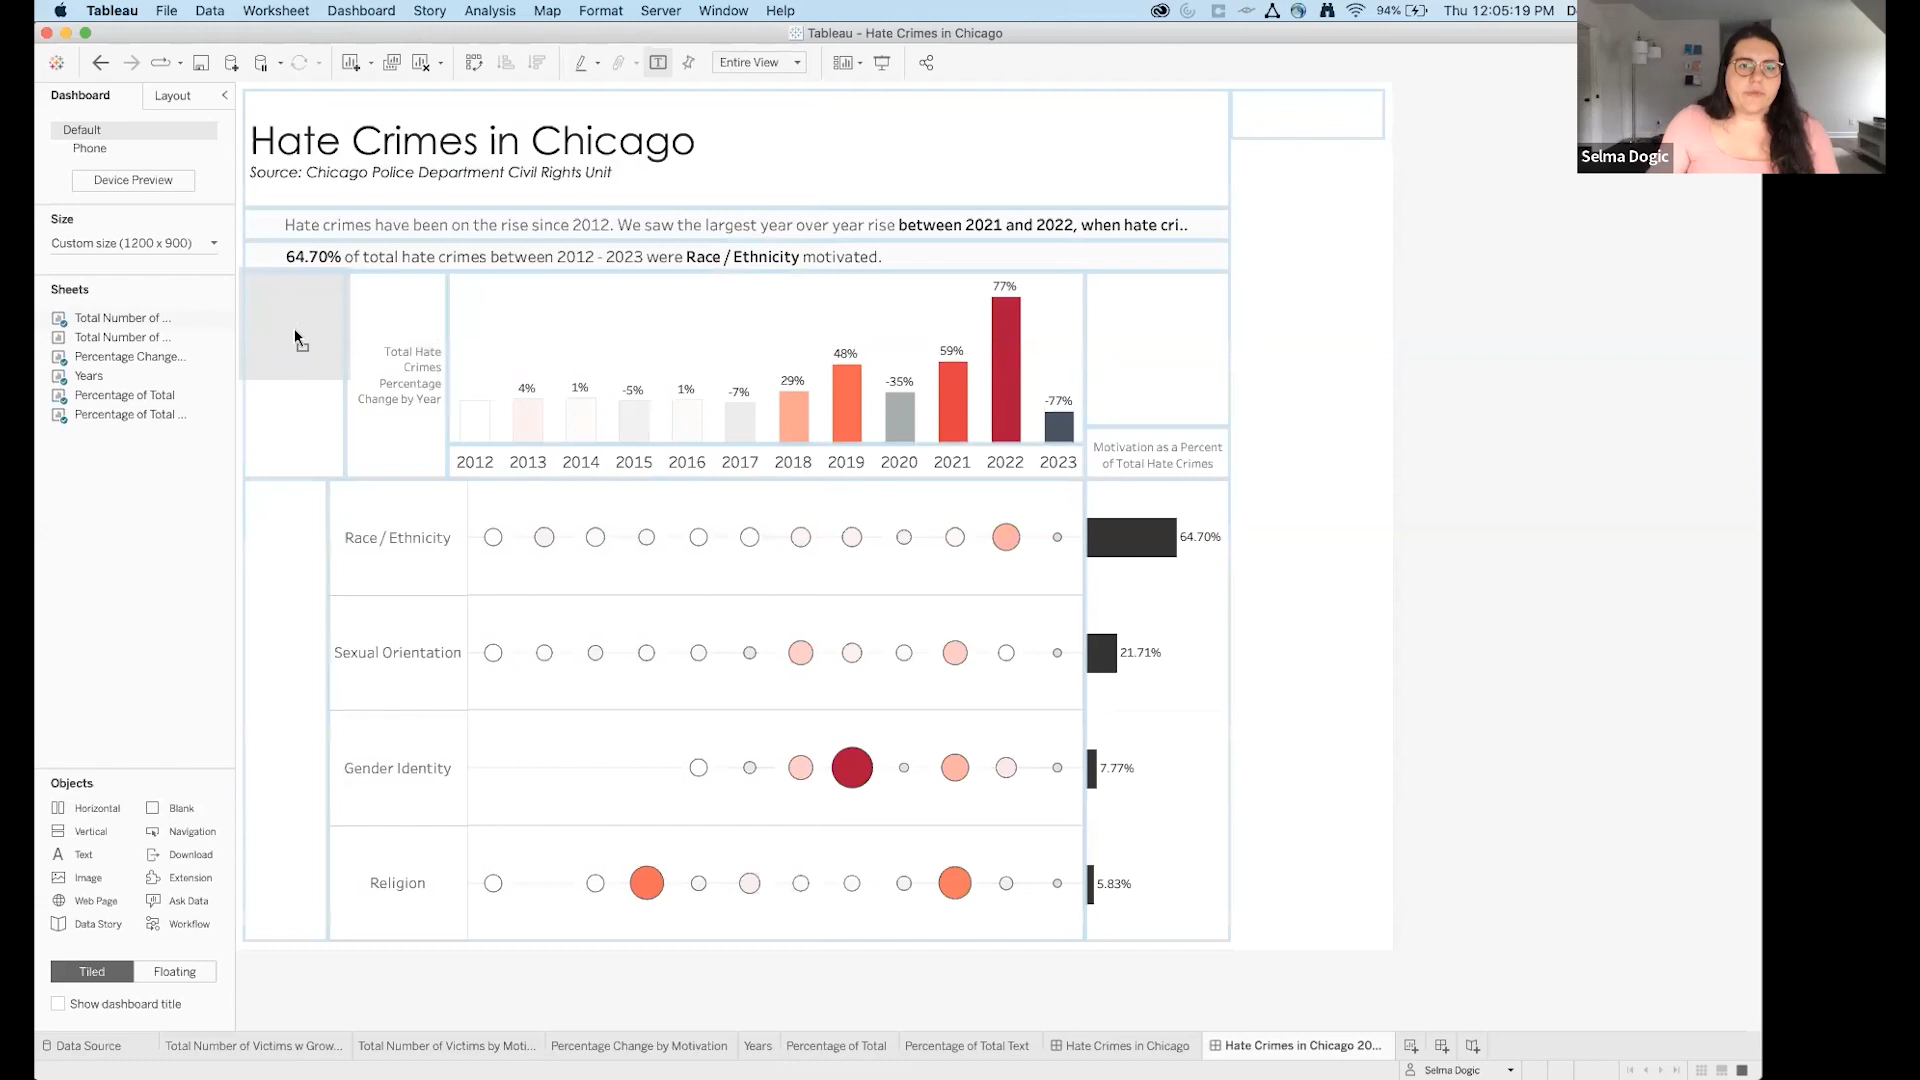 Tableau File Data Worksheet Dashboard Story Analysis Map Format Server Window Help
94% Thu 12:05:19 PM
Tableau - Hate Crimes in Chicago
Entire View
Selma Dogic
Dashboard Layout
Default
Phone
Device Preview
Size
Custom size (1200 x 900)
Sheets
Total Number of ...
Total Number of ...
Percentage Change...
Years
Percentage of Total
Percentage of Total ...
Objects
Horizontal Blank
Vertical Navigation
A Text Download
Image Extension
Web Page Ask Data
Data Story Workflow
Tiled Floating
Show dashboard title
Hate Crimes in Chicago
Source: Chicago Police Department Civil Rights Unit
Hate crimes have been on the rise since 2012. We saw the largest year over year rise between 2021 and 2022, when hate cri..
64.70% of total hate crimes between 2012 - 2023 were Race / Ethnicity motivated.
Total Hate
Crimes
Percentage
Change by Year
4% 1% -5% 1% -7% 29% 48% -35% 59% 77% -77%
2012 2013 2014 2015 2016 2017 2018 2019 2020 2021 2022 2023
Motivation as a Percent
of Total Hate Crimes
Race / Ethnicity 64.70%
Sexual Orientation 21.71%
Gender Identity 7.77%
Religion 5.83%
Data Source Total Number of Victims w Grow... Total Number of Victims by Moti... Percentage Change by Motivation Years Percentage of Total Percentage of Total Text Hate Crimes in Chicago Hate Crimes in Chicago 20...
Selma Dogic